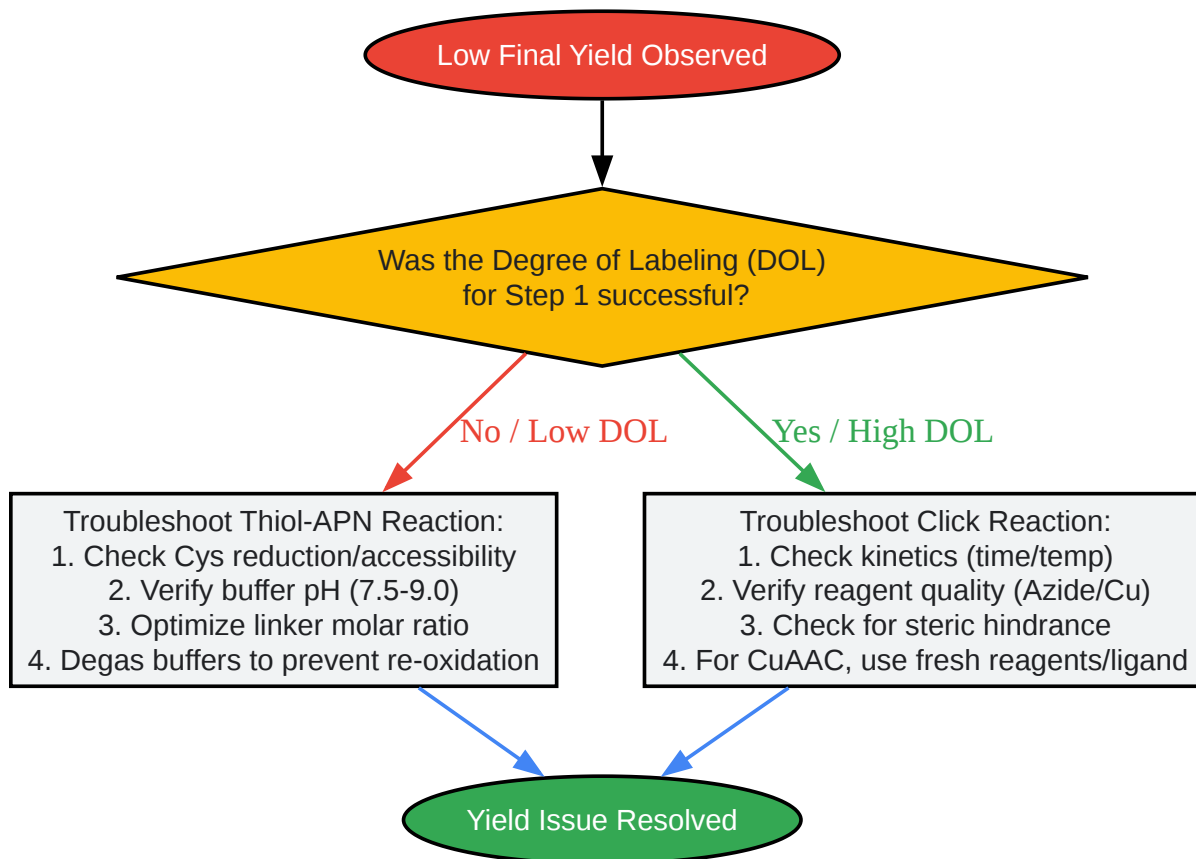 Low Final Yield Observed
Was the Degree of Labeling (DOL)
for Step 1 successful?
No / Low DOL
Yes / High DOL
Troubleshoot Thiol-APN Reaction:
1. Check Cys reduction/accessibility
2. Verify buffer pH (7.5-9.0)
3. Optimize linker molar ratio
4. Degas buffers to prevent re-oxidation
Troubleshoot Click Reaction:
1. Check kinetics (time/temp)
2. Verify reagent quality (Azide/Cu)
3. Check for steric hindrance
4. For CuAAC, use fresh reagents/ligand
Yield Issue Resolved